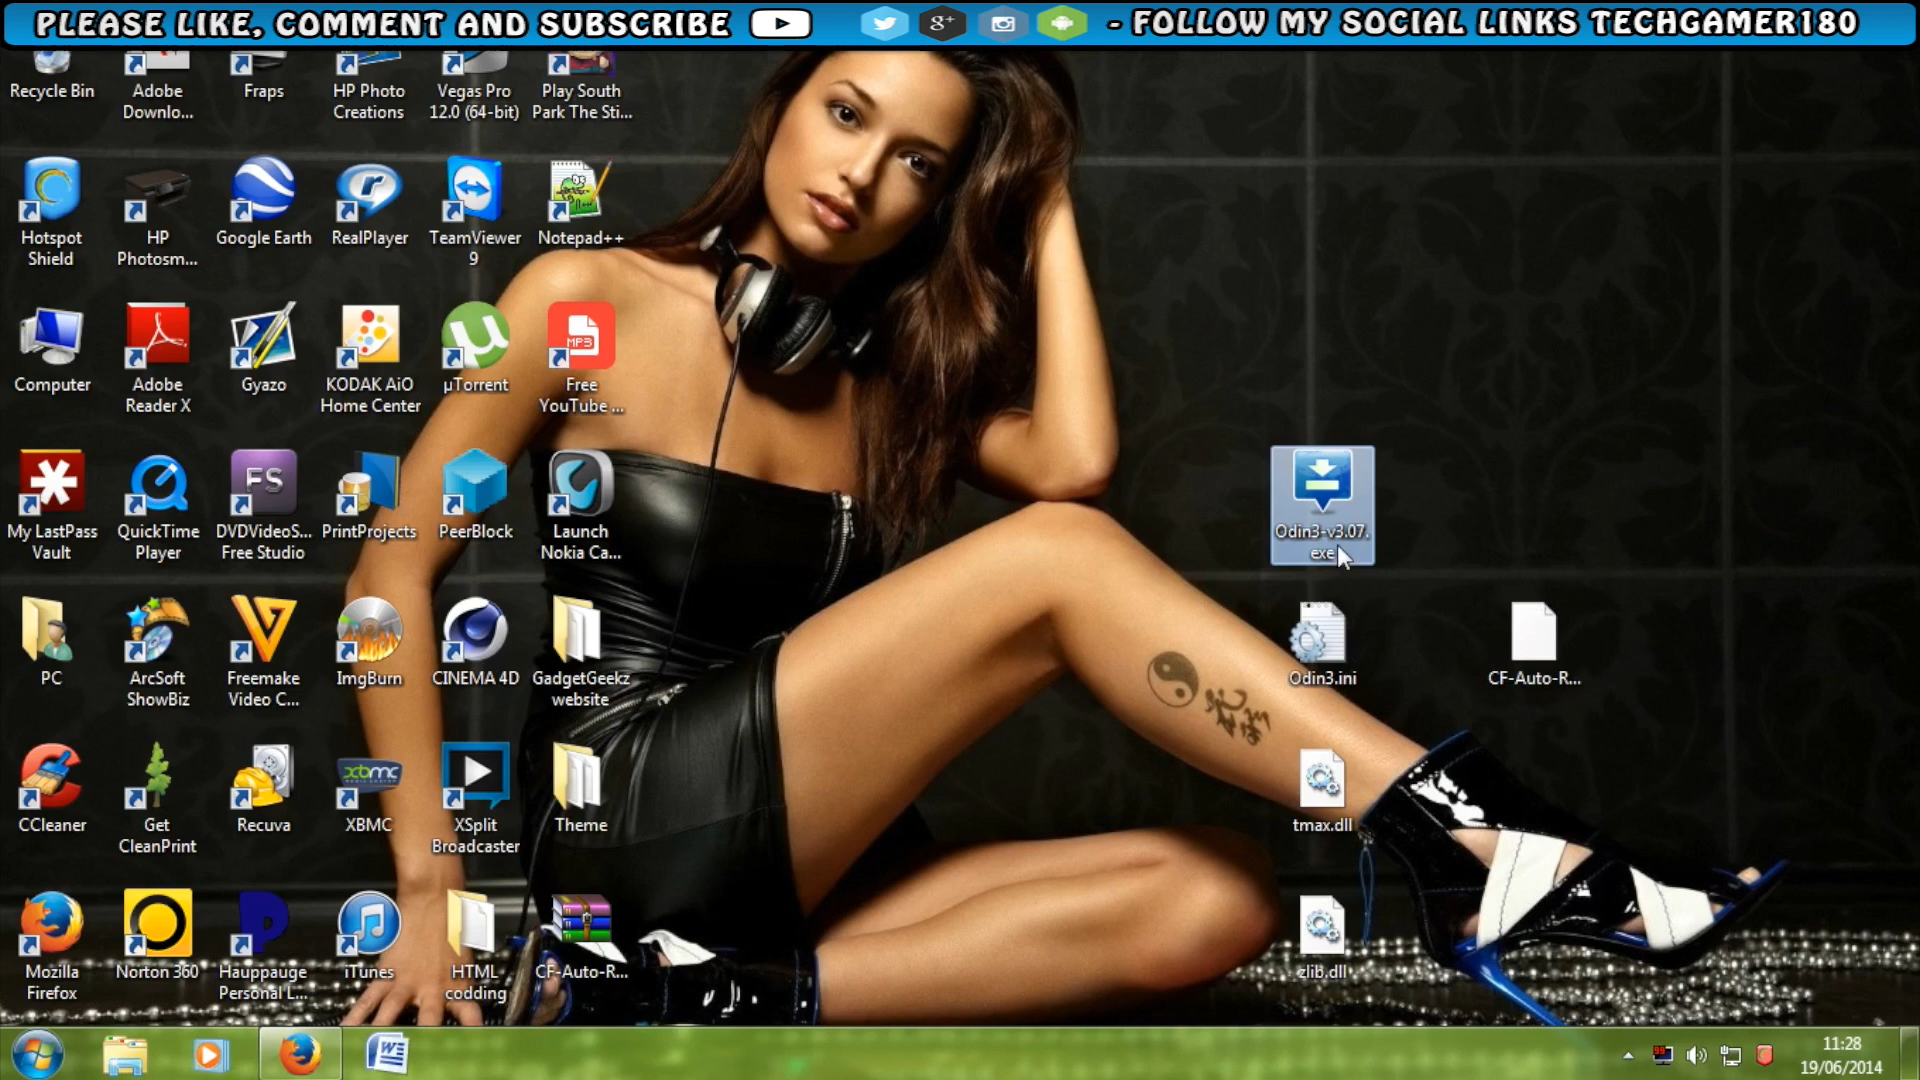 PLEASE LIKE, COMMENT AND SUBSCRIBE
- FOLLOW MY SOCIAL LINKS TECHGAMER180
Recycle Bin
Adobe
Downlo...
Fraps
HP Photo
Creations
Vegas Pro
12.0 (64-bit)
Play South
Park The Sti...
Hotspot
Shield
HP
Photosm...
Google Earth
RealPlayer
TeamViewer
9
Notepad++
Computer
Adobe
Reader X
Gyazo
KODAK AiO
Home Center
µTorrent
MP3
Free
YouTube ...
My LastPass
Vault
QuickTime
Player
FS
DVDVideoS...
Free Studio
PrintProjects
PeerBlock
Launch
Nokia Ca...
Odin3-v3.07.
exe
PC
ArcSoft
ShowBiz
Freemake
Video C...
ImgBurn
CINEMA 4D
GadgetGeekz
website
Odin3.ini
CF-Auto-R...
CCleaner
Get
CleanPrint
Recuva
xbmc
XBMC
XSplit
Broadcaster
Theme
tmax.dll
Mozilla
Firefox
Norton 360
Hauppauge
Personal L...
iTunes
HTML
codding
CF-Auto-R...
zlib.dll
11:28
19/06/2014